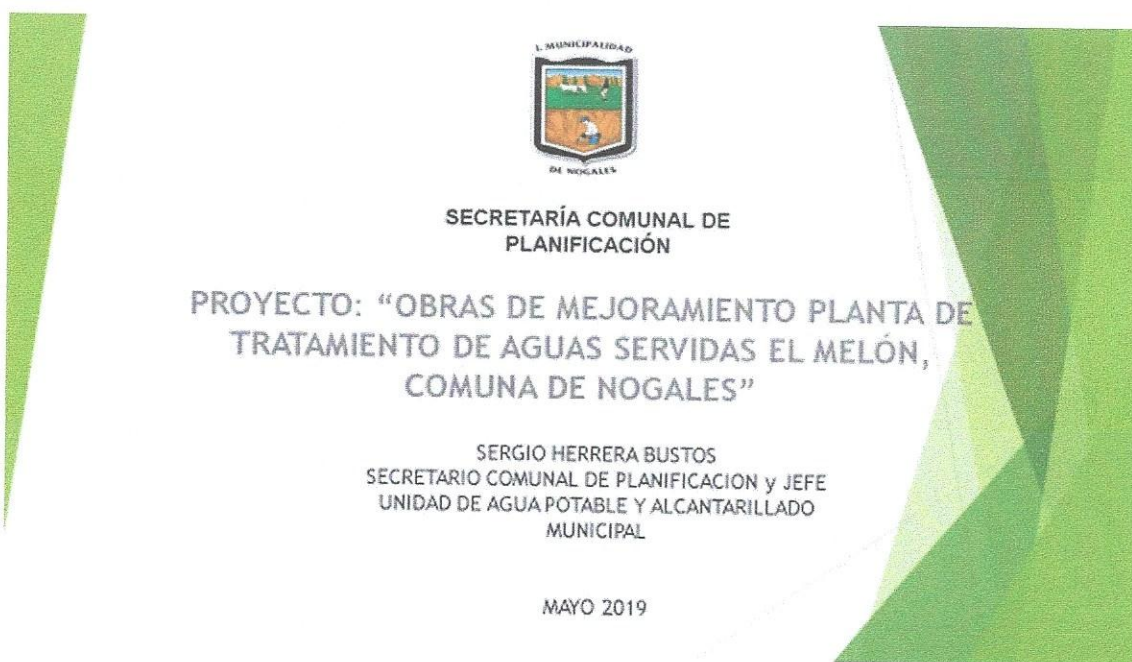 I. MUNICIPALIDAD
DE NOGALES
SECRETARÍA COMUNAL DE
PLANIFICACIÓN
PROYECTO: “OBRAS DE MEJORAMIENTO PLANTA DE
TRATAMIENTO DE AGUAS SERVIDAS EL MELÓN,
COMUNA DE NOGALES”
SERGIO HERRERA BUSTOS
SECRETARIO COMUNAL DE PLANIFICACION y JEFE
UNIDAD DE AGUA POTABLE Y ALCANTARILLADO
MUNICIPAL
MAYO 2019